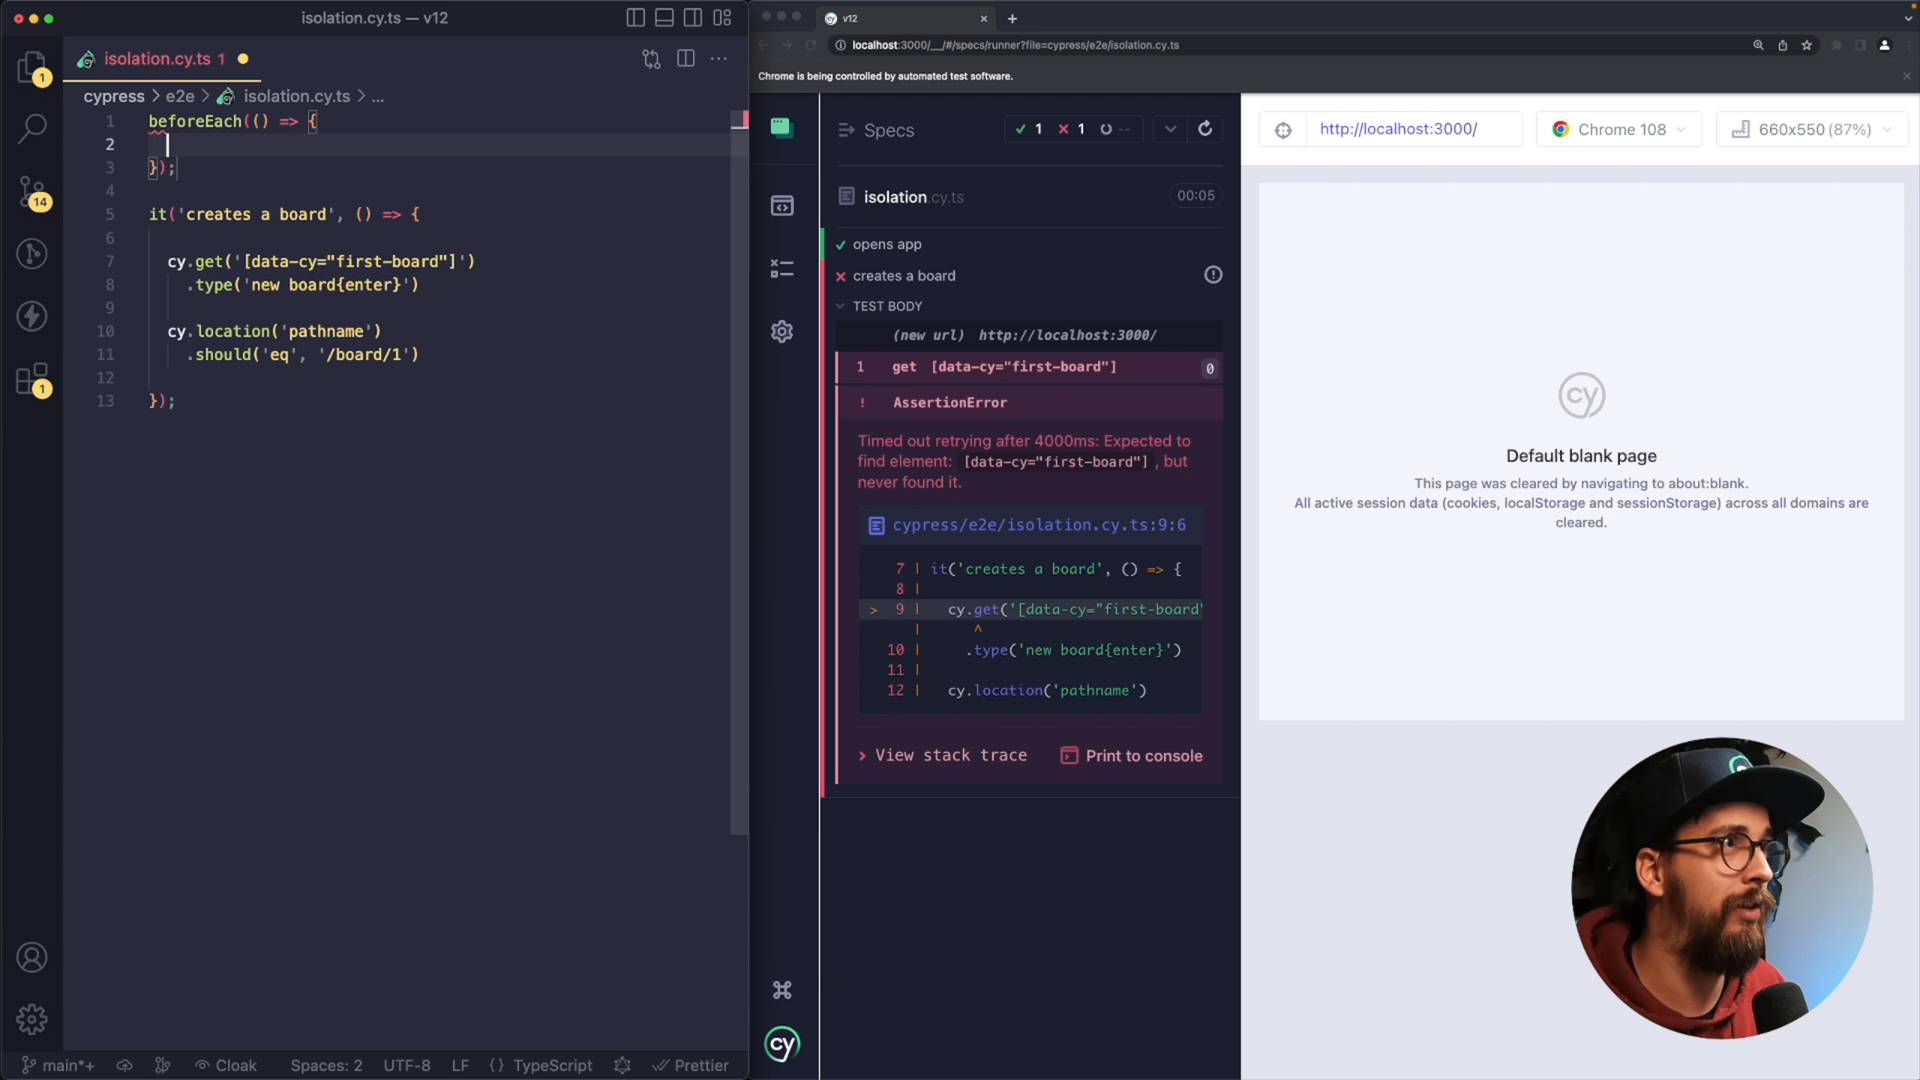 isolation.cy.ts — v12
isolation.cy.ts 1
cypress > e2e > isolation.cy.ts > ...
1 beforeEach(() => {
2
3 });
4
5 it('creates a board', () => {
6
7 cy.get('[data-cy="first-board"]')
8 .type('new board{enter}')
9
10 cy.location('pathname')
11 .should('eq', '/board/1')
12
13 });
1
14
1
main*+
Cloak
Spaces: 2
UTF-8
LF
{} TypeScript
Prettier
v12
localhost:3000/__/#/specs/runner?file=cypress/e2e/isolation.cy.ts
Chrome is being controlled by automated test software.
Specs
1
1
--
isolation.cy.ts
00:05
opens app
creates a board
TEST BODY
(new url) http://localhost:3000/
1 get [data-cy="first-board"] 0
! AssertionError
Timed out retrying after 4000ms: Expected to
find element: [data-cy="first-board"] , but
never found it.
cypress/e2e/isolation.cy.ts:9:6
7 | it('creates a board', () => {
8 |
> 9 | cy.get('[data-cy="first-board"
| ^
10 | .type('new board{enter}')
11 |
12 | cy.location('pathname')
> View stack trace
Print to console
cy
http://localhost:3000/
Chrome 108
660x550 (87%)
cy
Default blank page
This page was cleared by navigating to about:blank.
All active session data (cookies, localStorage and sessionStorage) across all domains are
cleared.